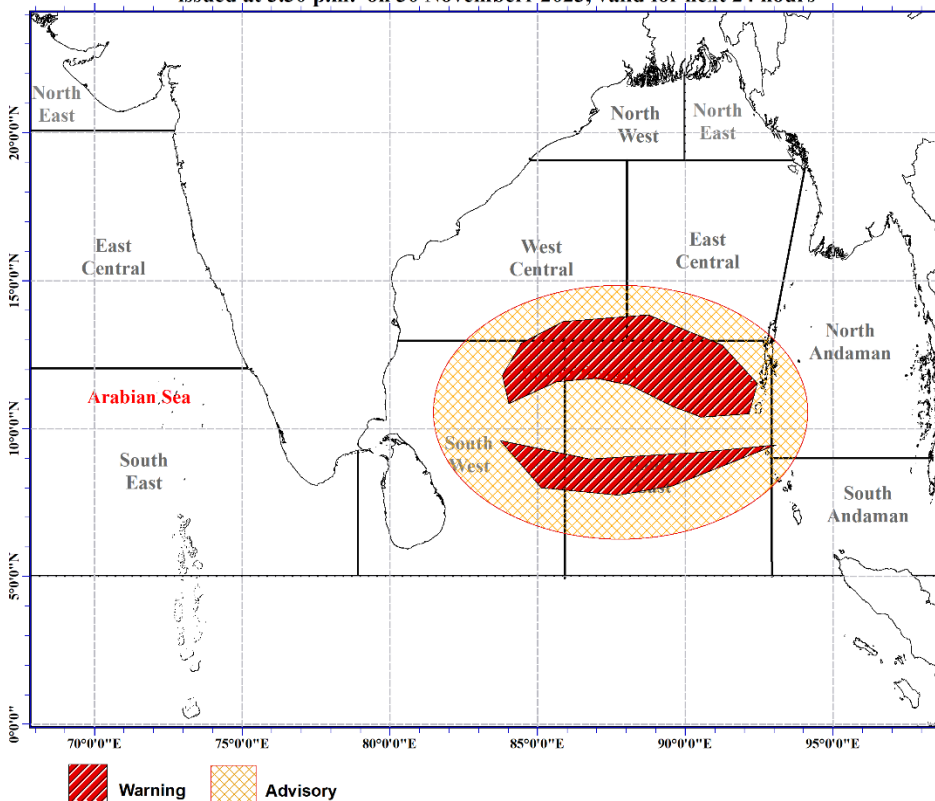 North
East
North
West
North
East
20°0'0"N
East
Central
West
Central
East
Central
15°0'0"N
North
Andaman
Arabian Sea
10°0'0"N
South
East
South
West
South
Andaman
5°0'0"N
0°0'0"
70°0'0"E 75°0'0"E 80°0'0"E 85°0'0"E 90°0'0"E 95°0'0"E
Warning Advisory